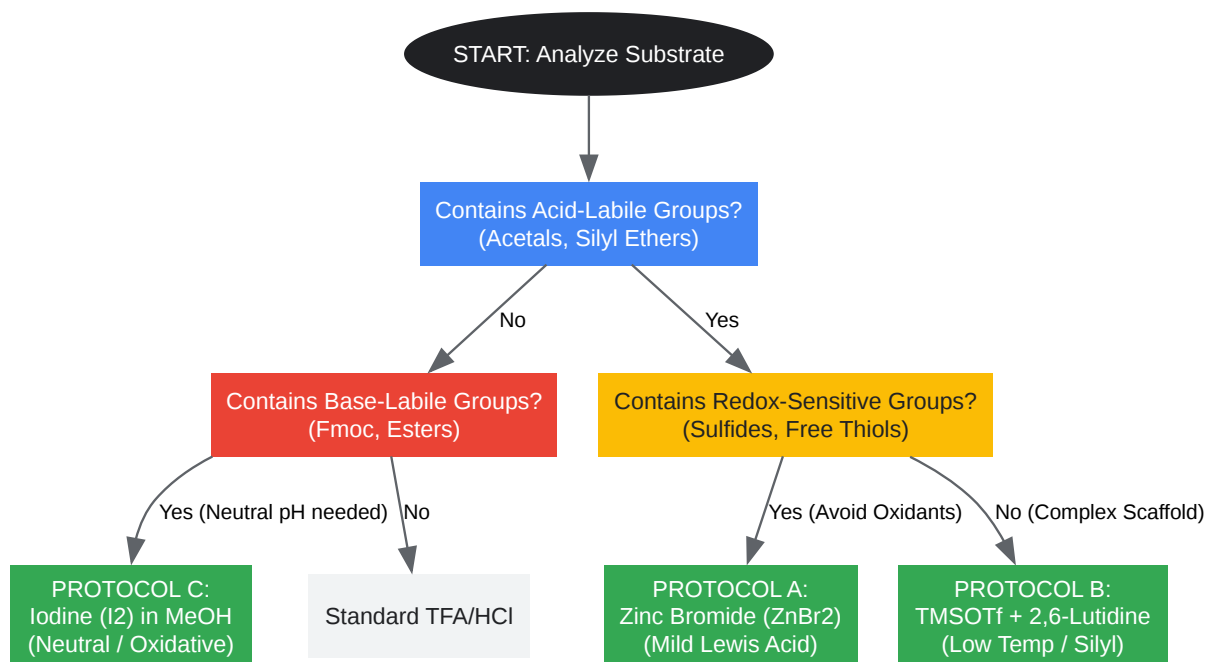 START: Analyze Substrate
Contains Acid-Labile Groups?
(Acetals, Silyl Ethers)
No
Yes
Contains Base-Labile Groups?
(Fmoc, Esters)
Contains Redox-Sensitive Groups?
(Sulfides, Free Thiols)
Yes (Neutral pH needed)
No
Yes (Avoid Oxidants)
No (Complex Scaffold)
PROTOCOL C:
Iodine (I2) in MeOH
(Neutral / Oxidative)
Standard TFA/HCl
PROTOCOL A:
Zinc Bromide (ZnBr2)
(Mild Lewis Acid)
PROTOCOL B:
TMSOTf + 2,6-Lutidine
(Low Temp / Silyl)